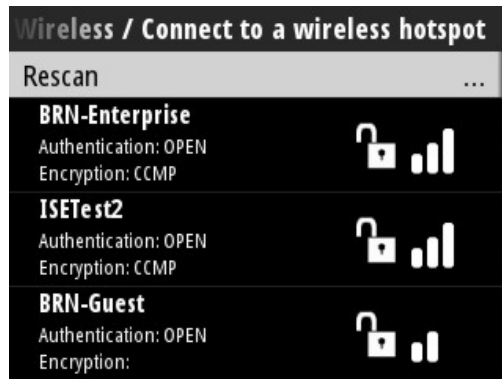 Wireless / Connect to a wireless hotspot
Rescan ...
BRN-Enterprise
Authentication: OPEN
Encryption: CCMP
ISETest2
Authentication: OPEN
Encryption: CCMP
BRN-Guest
Authentication: OPEN
Encryption: